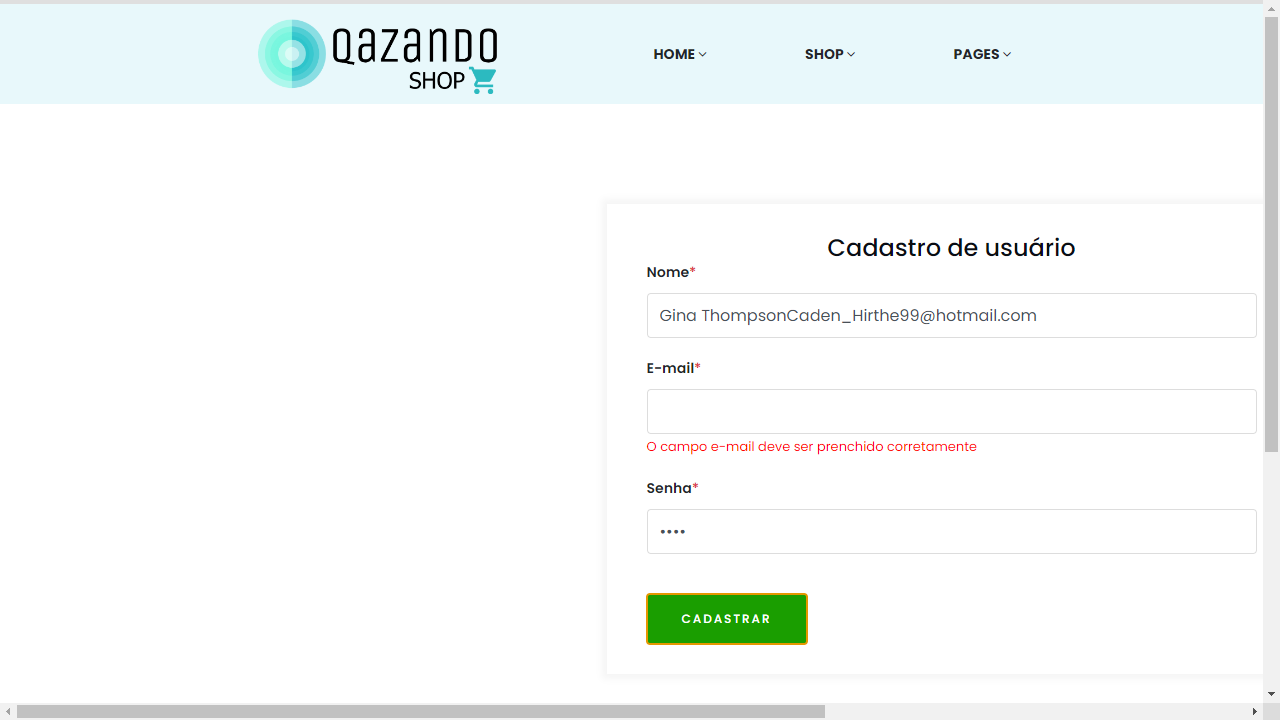 QAZANDO
SHOP
HOME
SHOP
PAGES
Cadastro de usuário
Nome*
Gina ThompsonCaden_Hirthe99@hotmail.com
E-mail*
O campo e-mail deve ser prenchido corretamente
Senha*
••••
CADASTRAR